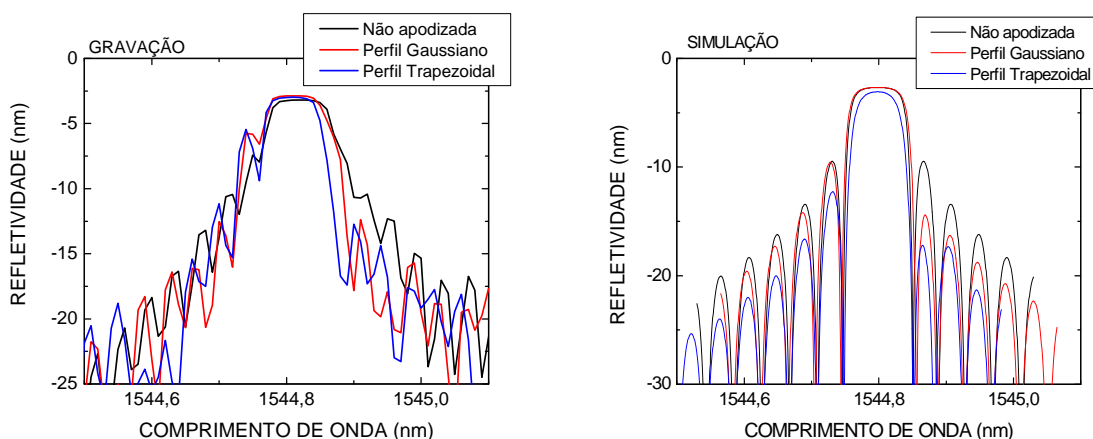 GRAVAÇÃO
Não apodizada
Perfil Gaussiano
Perfil Trapezoidal
0
-5
-10
-15
-20
-25
REFLETIVIDADE (nm)
1544,6
1544,8
1545,0
COMPRIMENTO DE ONDA (nm)
SIMULAÇÃO
Não apodizada
Perfil Gaussiano
Perfil Trapezoidal
0
-10
-20
-30
REFLETIVIDADE (nm)
1544,6
1544,8
1545,0
COMPRIMENTO DE ONDA (nm)